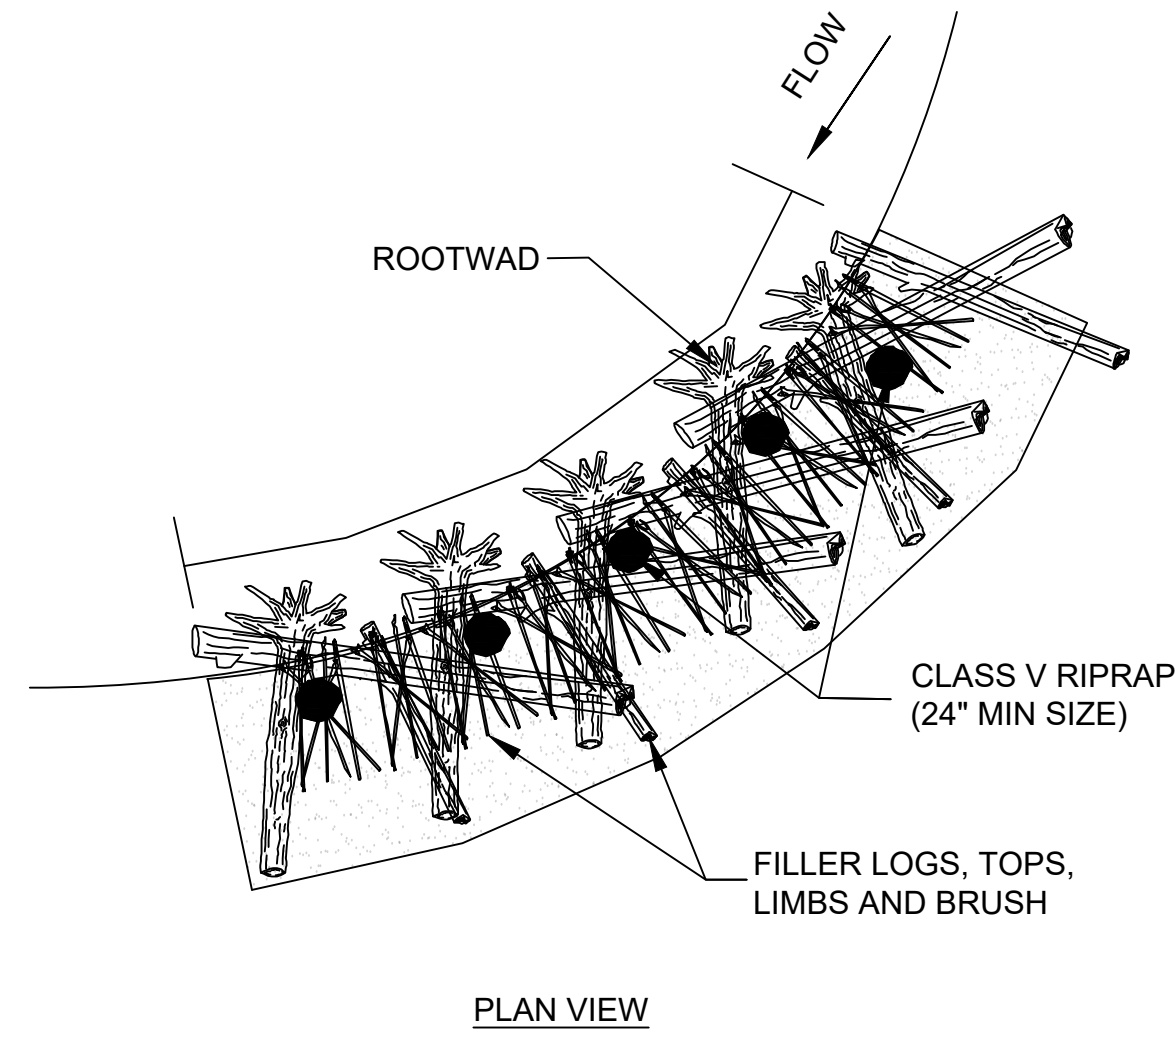 FLOW
ROOTWAD
CLASS V RIPRAP
(24" MIN SIZE)
FILLER LOGS, TOPS,
LIMBS AND BRUSH
PLAN VIEW